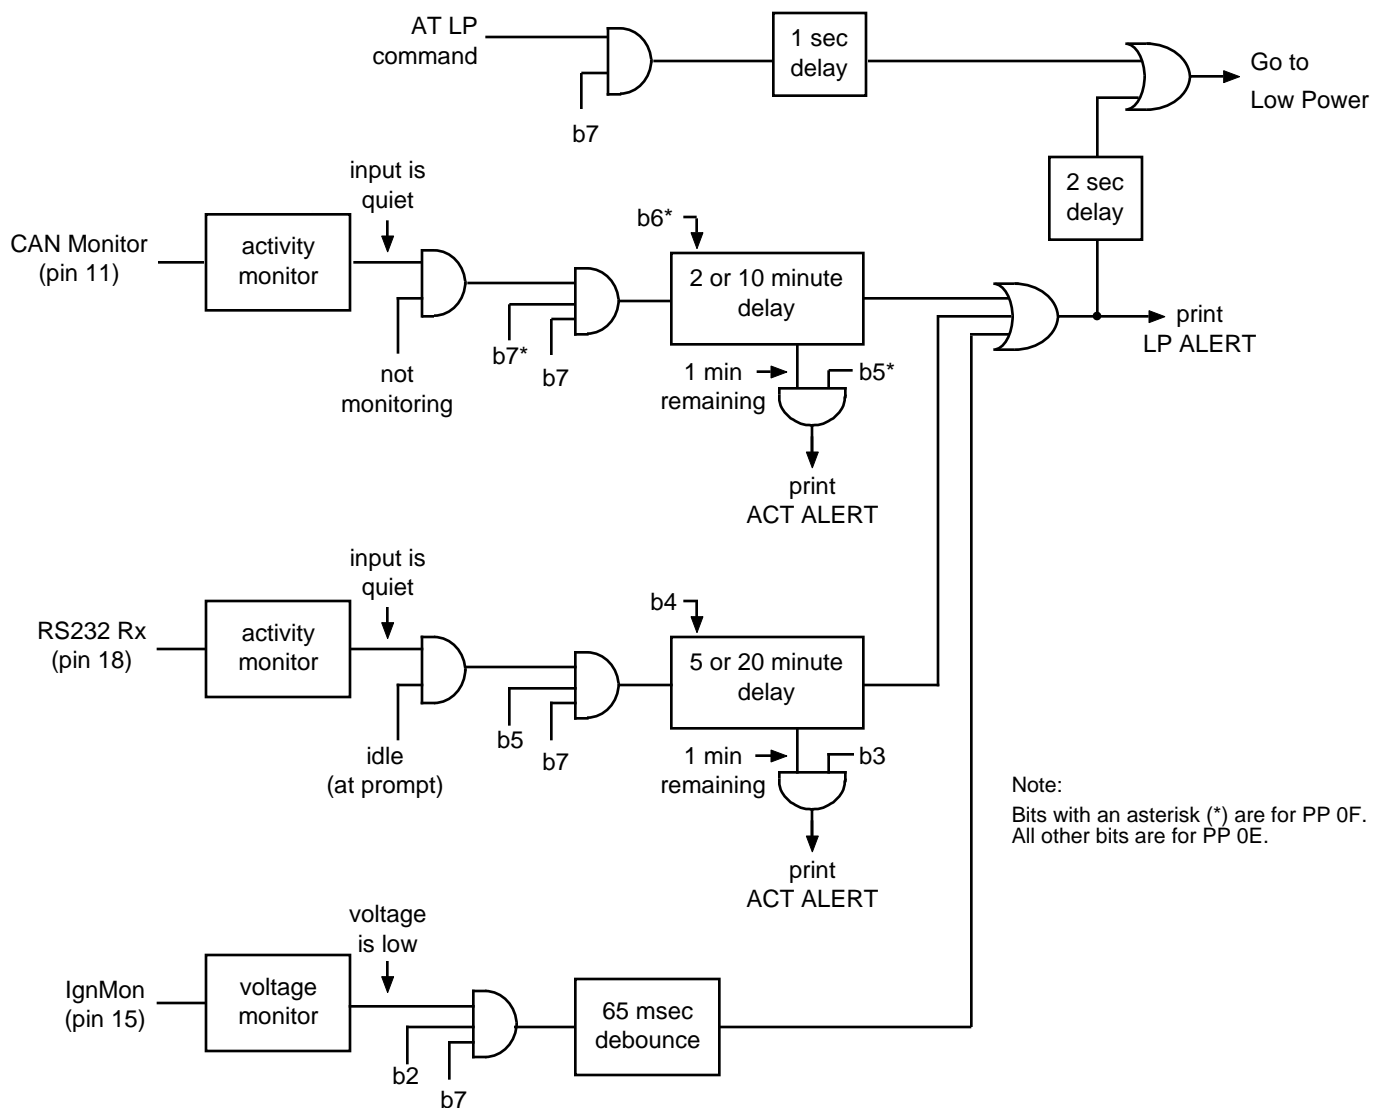 AT LP
command
b7
1 sec
delay
Go to
Low Power
2 sec
delay
CAN Monitor
(pin 11)
activity
monitor
input is
quiet
not
monitoring
b7*
b7
b6*
2 or 10 minute
delay
1 min
remaining
b5*
print
ACT ALERT
print
LP ALERT
RS232 Rx
(pin 18)
activity
monitor
input is
quiet
idle
(at prompt)
b5
b7
b4
5 or 20 minute
delay
1 min
remaining
b3
print
ACT ALERT
Note:
Bits with an asterisk (*) are for PP 0F.
All other bits are for PP 0E.
IgnMon
(pin 15)
voltage
monitor
voltage
is low
b2
b7
65 msec
debounce